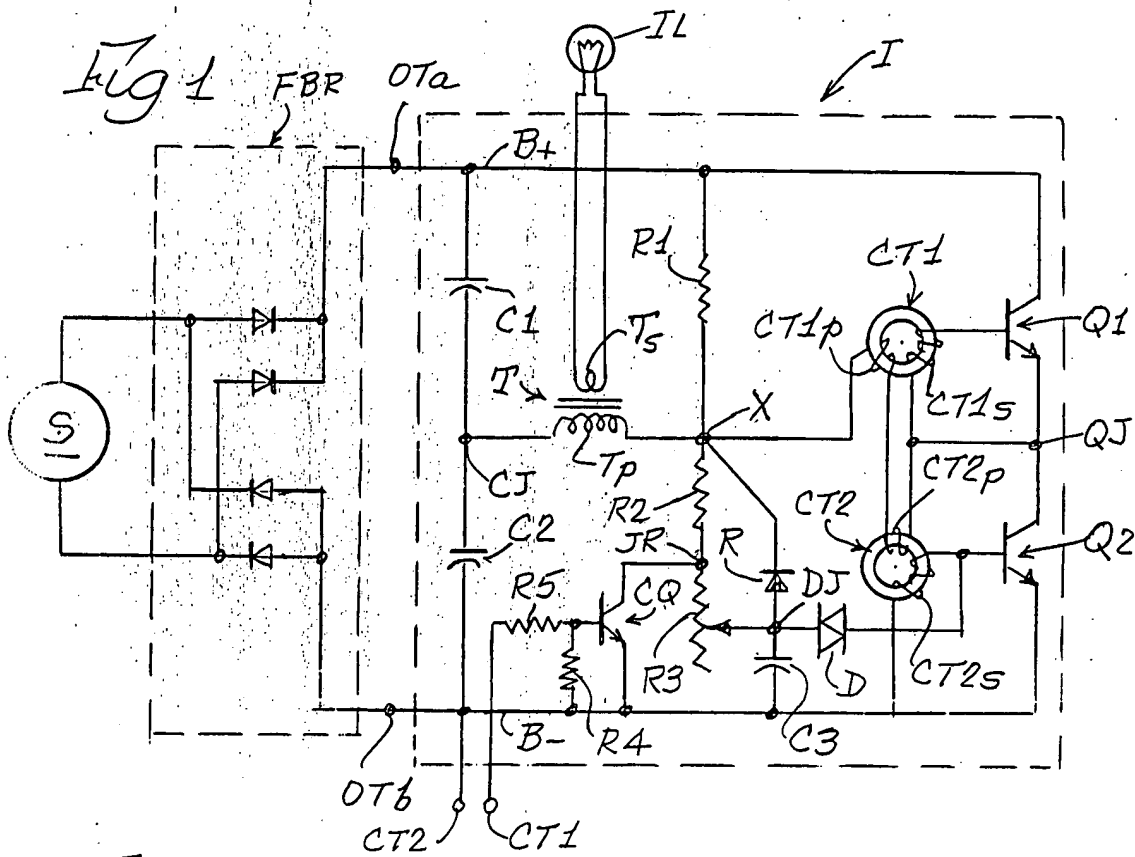 Fig 1
FBR
OTa
IL
I
B+
R1
CT1
C1
CT1p
Ts
Q1
T
CT1s
S
X
QJ
Tp
CJ
CT2p
R2
CT2
C2
JR
R
DJ
Q2
R5
CQ
R3
D
CT2s
B-
R4
C3
OTb
CT2
CT1